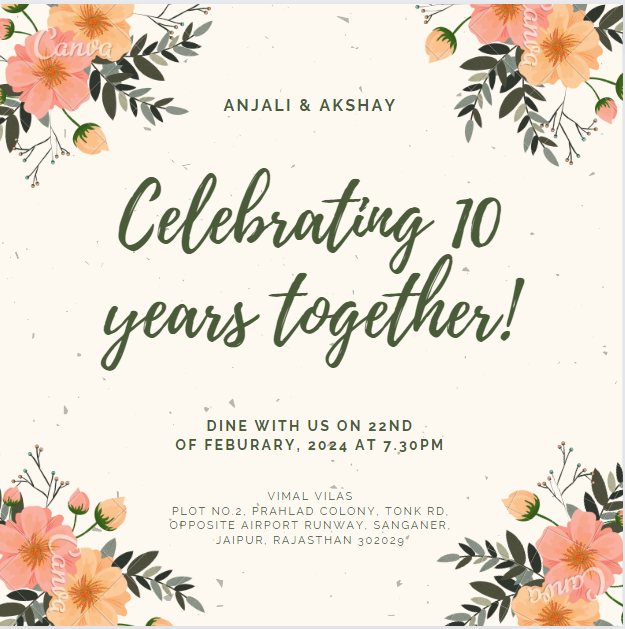 Canva
Canva
ANJALI & AKSHAY
Celebrating 10
years together!
DINE WITH US ON 22ND
OF FEBURARY, 2024 AT 7.30PM
VIMAL VILAS
PLOT NO.2, PRAHLAD COLONY, TONK RD,
OPPOSITE AIRPORT RUNWAY, SANGANER,
JAIPUR, RAJASTHAN 302029
Canva
Canva